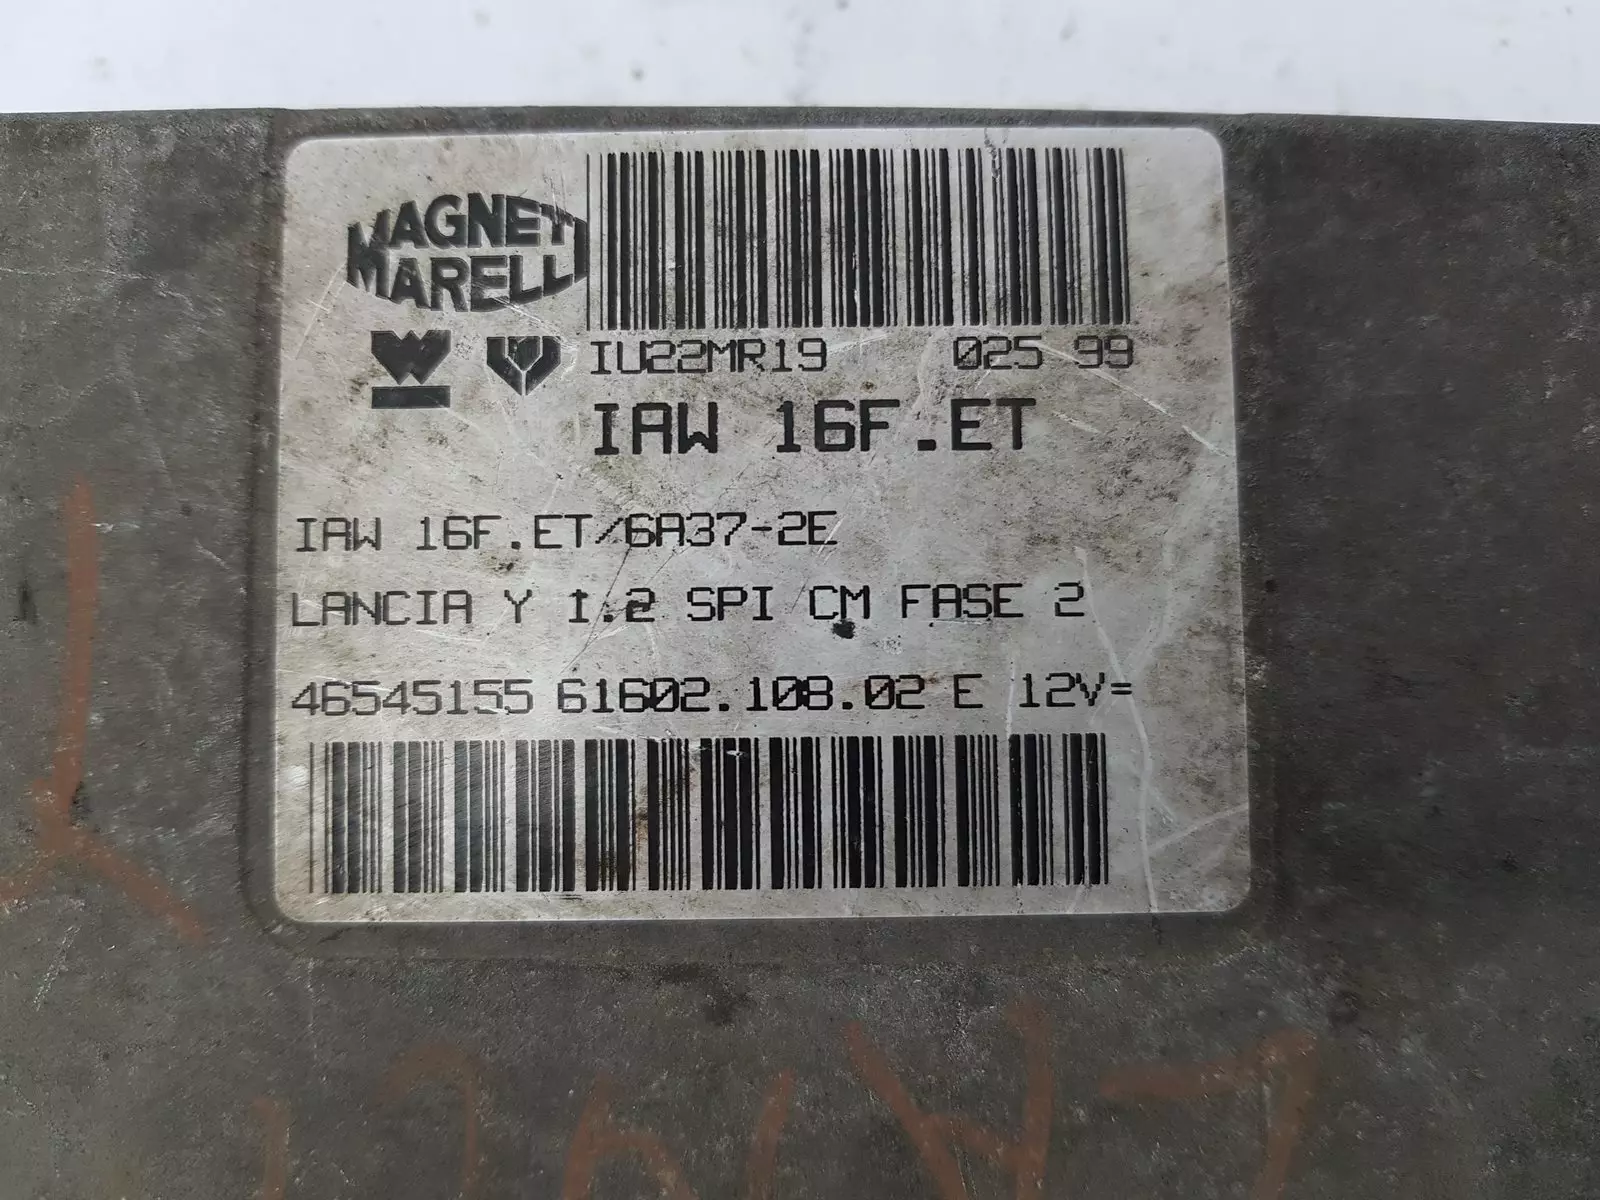 MAGNETI
MARELLI
IU22MR19 025 99
IAW 16F.ET
IAW 16F.ET/6A37-2E
LANCIA Y 1.2 SPI CM FASE 2
46545155 61602.108.02 E 12V=